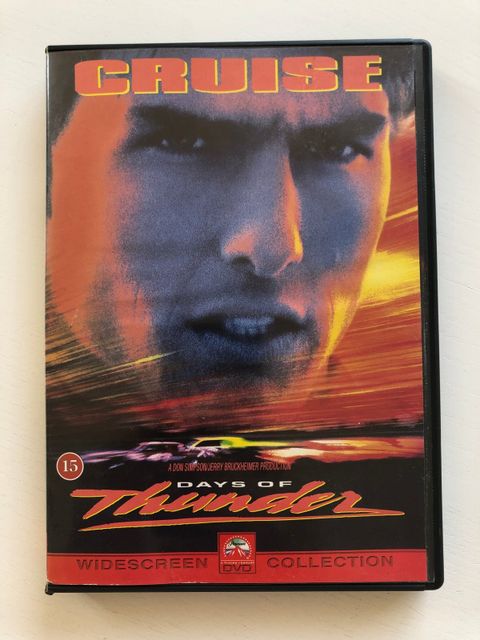 CRUISE
15
A DON SIMPSON/JERRY BRUCKHEIMER PRODUCTION
DAYS OF
Thunder
WIDESCREEN DVD COLLECTION